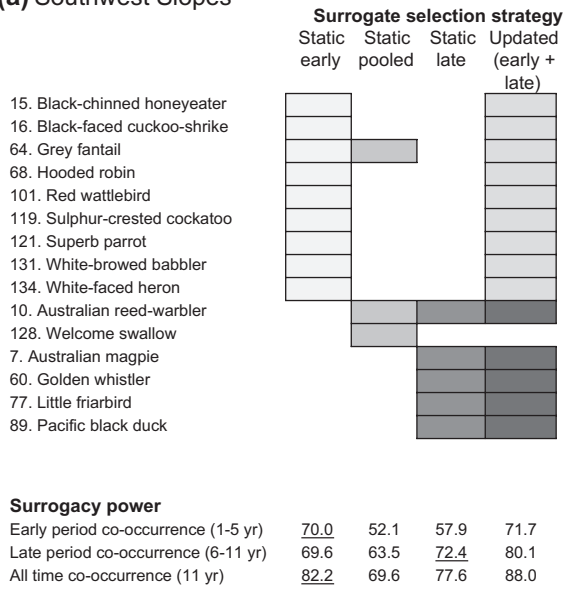 (a) Southwest Slopes
Surrogate selection strategy
Static early Static pooled Static late Updated (early + late)
15. Black-chinned honeyeater
16. Black-faced cuckoo-shrike
64. Grey fantail
68. Hooded robin
101. Red wattlebird
119. Sulphur-crested cockatoo
121. Superb parrot
131. White-browed babbler
134. White-faced heron
10. Australian reed-warbler
128. Welcome swallow
7. Australian magpie
60. Golden whistler
77. Little friarbird
89. Pacific black duck
Surrogacy power
Early period co-occurrence (1-5 yr) 70.0 52.1 57.9 71.7
Late period co-occurrence (6-11 yr) 69.6 63.5 72.4 80.1
All time co-occurrence (11 yr) 82.2 69.6 77.6 88.0